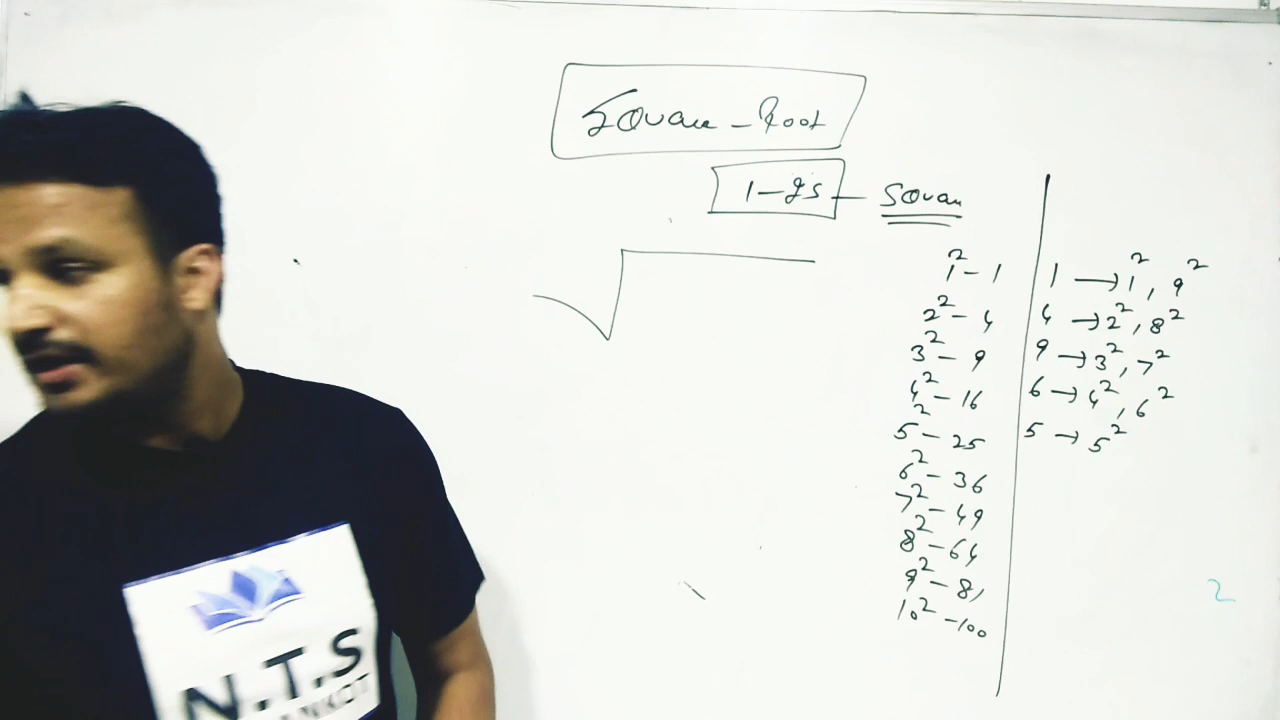 Square - Root
1 - 25 — Square
1² - 1
2² - 4
3² - 9
4² - 16
5² - 25
6² - 36
7² - 49
8² - 64
9² - 81
10² - 100
1 → 1², 9²
4 → 2², 8²
9 → 3², 7²
6 → 4², 6²
5 → 5²
2
N.T.S